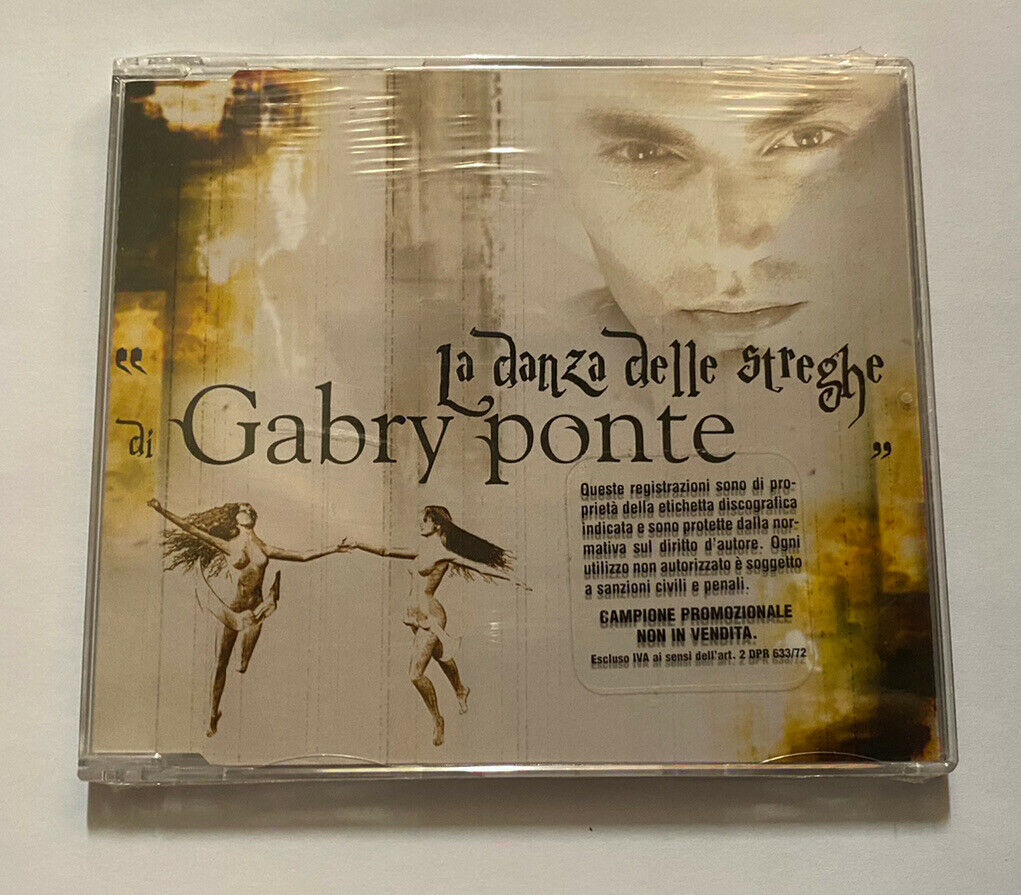 “ La danza delle streghe
di Gabry ponte ”
Queste registrazioni sono di pro-
prietà della etichetta discografica
indicata e sono protette dalla nor-
mativa sul diritto d'autore. Ogni
utilizzo non autorizzato è soggetto
a sanzioni civili e penali.
CAMPIONE PROMOZIONALE
NON IN VENDITA.
Escluso IVA ai sensi dell'art. 2 DPR 633/72